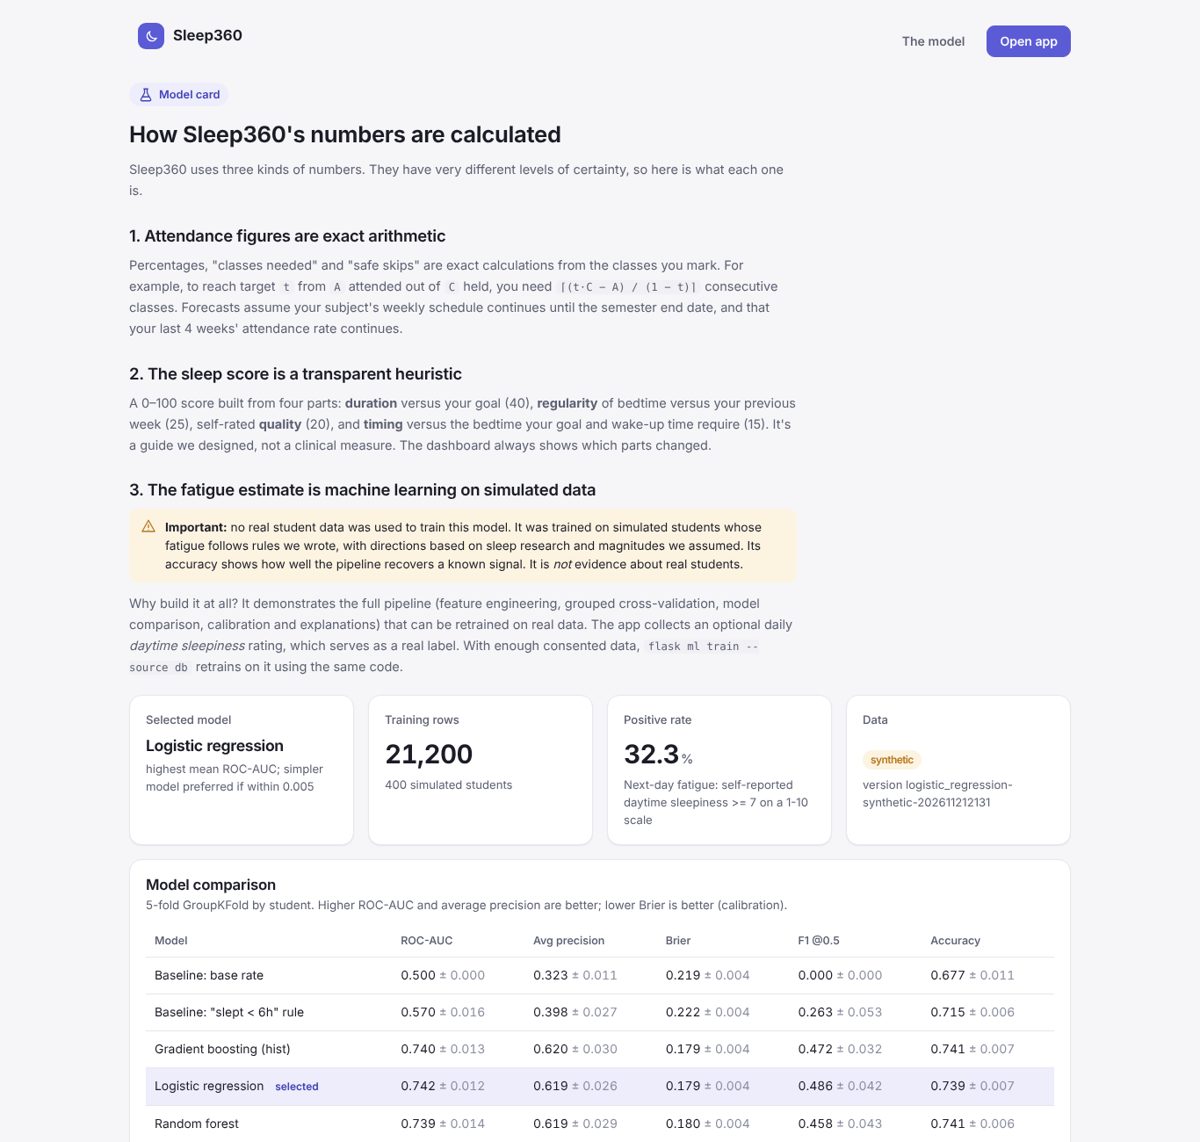 Sleep360
The model
Open app
Model card
How Sleep360's numbers are calculated
Sleep360 uses three kinds of numbers. They have very different levels of certainty, so here is what each one
is.
1. Attendance figures are exact arithmetic
Percentages, "classes needed" and "safe skips" are exact calculations from the classes you mark. For
example, to reach target t from A attended out of C held, you need ⌈(t·C − A) / (1 − t)⌉ consecutive
classes. Forecasts assume your subject's weekly schedule continues until the semester end date, and that
your last 4 weeks' attendance rate continues.
2. The sleep score is a transparent heuristic
A 0–100 score built from four parts: duration versus your goal (40), regularity of bedtime versus your previous
week (25), self-rated quality (20), and timing versus the bedtime your goal and wake-up time require (15). It's
a guide we designed, not a clinical measure. The dashboard always shows which parts changed.
3. The fatigue estimate is machine learning on simulated data
Important: no real student data was used to train this model. It was trained on simulated students whose
fatigue follows rules we wrote, with directions based on sleep research and magnitudes we assumed. Its
accuracy shows how well the pipeline recovers a known signal. It is not evidence about real students.
Why build it at all? It demonstrates the full pipeline (feature engineering, grouped cross-validation, model
comparison, calibration and explanations) that can be retrained on real data. The app collects an optional daily
daytime sleepiness rating, which serves as a real label. With enough consented data, flask ml train --
source db retrains on it using the same code.
Selected model
Logistic regression
highest mean ROC-AUC; simpler
model preferred if within 0.005
Training rows
21,200
400 simulated students
Positive rate
32.3%
Next-day fatigue: self-reported
daytime sleepiness >= 7 on a 1-10
scale
Data
synthetic
version logistic_regression-
synthetic-202611212131
Model comparison
5-fold GroupKFold by student. Higher ROC-AUC and average precision are better; lower Brier is better (calibration).
Model ROC-AUC Avg precision Brier F1 @0.5 Accuracy
Baseline: base rate 0.500 ± 0.000 0.323 ± 0.011 0.219 ± 0.004 0.000 ± 0.000 0.677 ± 0.011
Baseline: "slept < 6h" rule 0.570 ± 0.016 0.398 ± 0.027 0.222 ± 0.004 0.263 ± 0.053 0.715 ± 0.006
Gradient boosting (hist) 0.740 ± 0.013 0.620 ± 0.030 0.179 ± 0.004 0.472 ± 0.032 0.741 ± 0.007
Logistic regression selected 0.742 ± 0.012 0.619 ± 0.026 0.179 ± 0.004 0.486 ± 0.042 0.739 ± 0.007
Random forest 0.739 ± 0.014 0.619 ± 0.029 0.180 ± 0.004 0.458 ± 0.043 0.741 ± 0.006